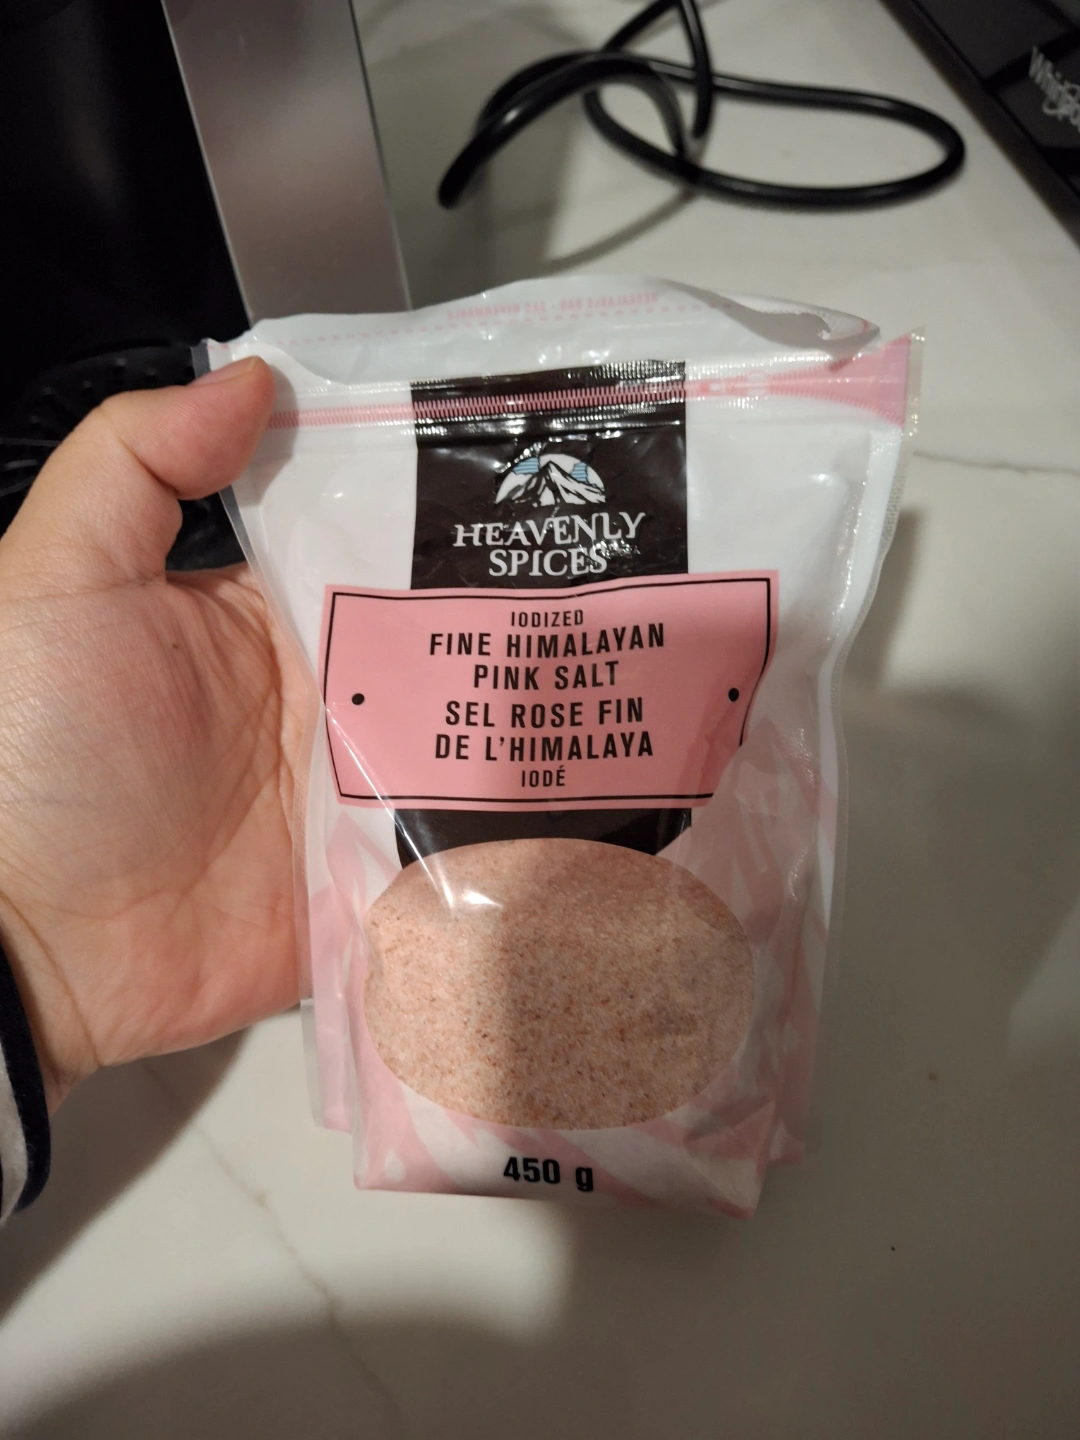 HEAVENLY
SPICES
IODIZED
FINE HIMALAYAN
PINK SALT
SEL ROSE FIN
DE L'HIMALAYA
IODÉ
450 g